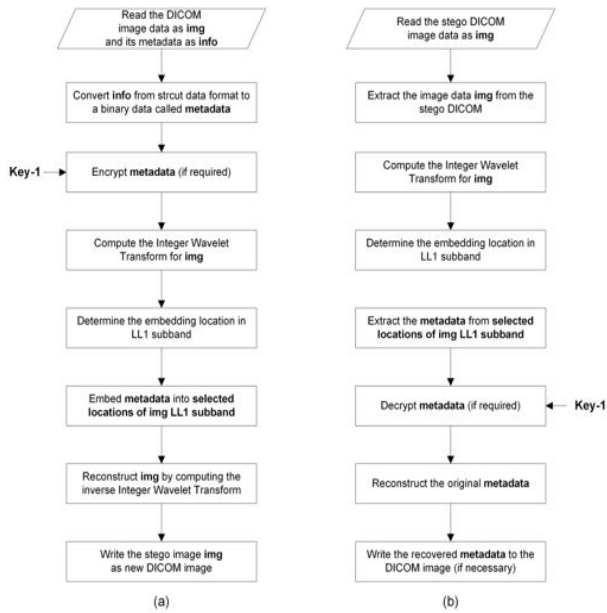 Read the DICOM
image data as img
and its metadata as info
Convert info from strcut data format to
a binary data called metadata
Key-1
Encrypt metadata (if required)
Compute the Integer Wavelet
Transform for img
Determine the embedding location in
LL1 subband
Embed metadata into selected
locations of img LL1 subband
Reconstruct img by computing the
inverse Integer Wavelet Transform
Write the stego image img
as new DICOM image
(a)
Read the stego DICOM
image data as img
Extract the image data img from the
stego DICOM
Compute the Integer Wavelet
Transform for img
Determine the embedding location in
LL1 subband
Extract the metadata from selected
locations of img LL1 subband
Decrypt metadata (if required)
Key-1
Reconstruct the original metadata
Write the recovered metadata to the
DICOM image (if necessary)
(b)